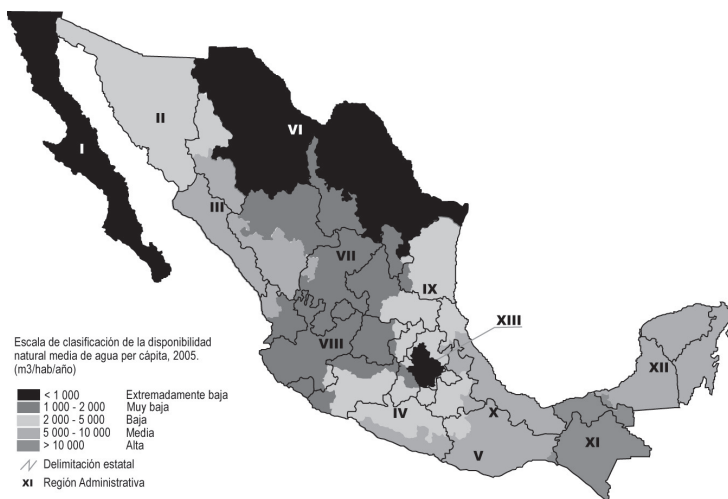 II
VI
I
III
VII
IX
XIII
VIII
XII
IV
X
XI
V
Escala de clasificación de la disponibilidad
natural media de agua per cápita, 2005.
(m3/hab/año)
< 1 000 Extremadamente baja
1 000 - 2 000 Muy baja
2 000 - 5 000 Baja
5 000 - 10 000 Media
> 10 000 Alta
Delimitación estatal
XI Región Administrativa